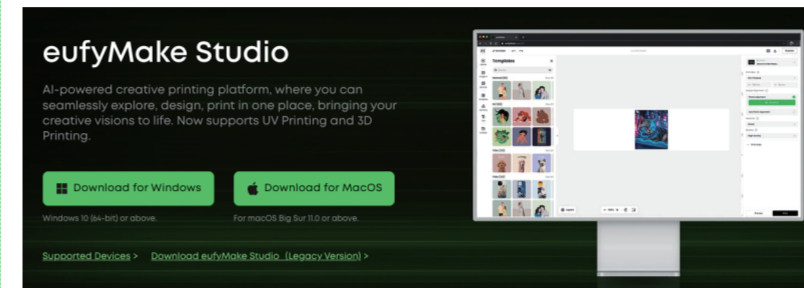 eufyMake Studio
AI-powered creative printing platform, where you can
seamlessly explore, design, print in one place, bringing your
creative visions to life. Now supports UV Printing and 3D
Printing.
Download for Windows
Download for MacOS
Windows 10 (64-bit) or above.
For macOS Big Sur 11.0 or above.
Supported Devices >
Download eufyMake Studio (Legacy Version) >
Templates